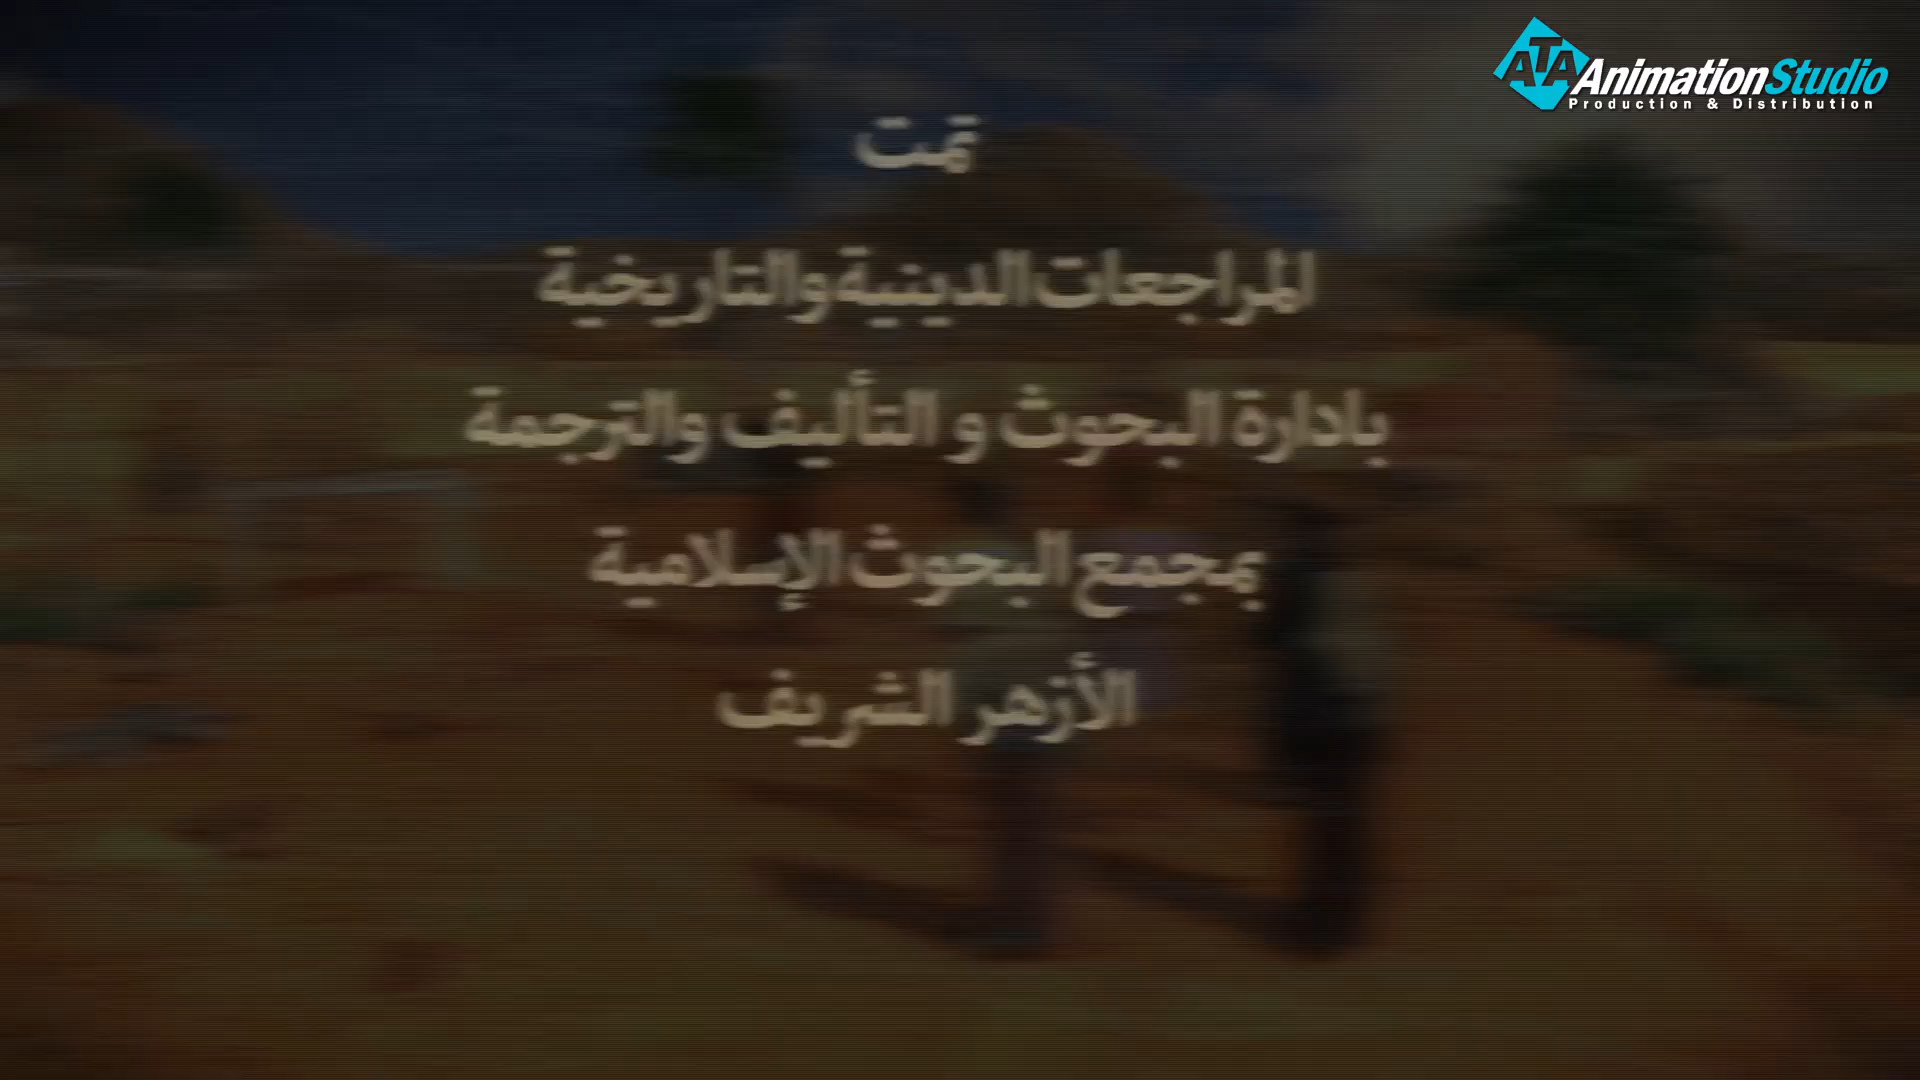 ATA AnimationStudio
Production & Distribution
تمت
المراجعات الدينية والتاريخية
بادارة البحوث و التأليف والترجمة
بمجمع البحوث الإسلامية
الأزهر الشريف